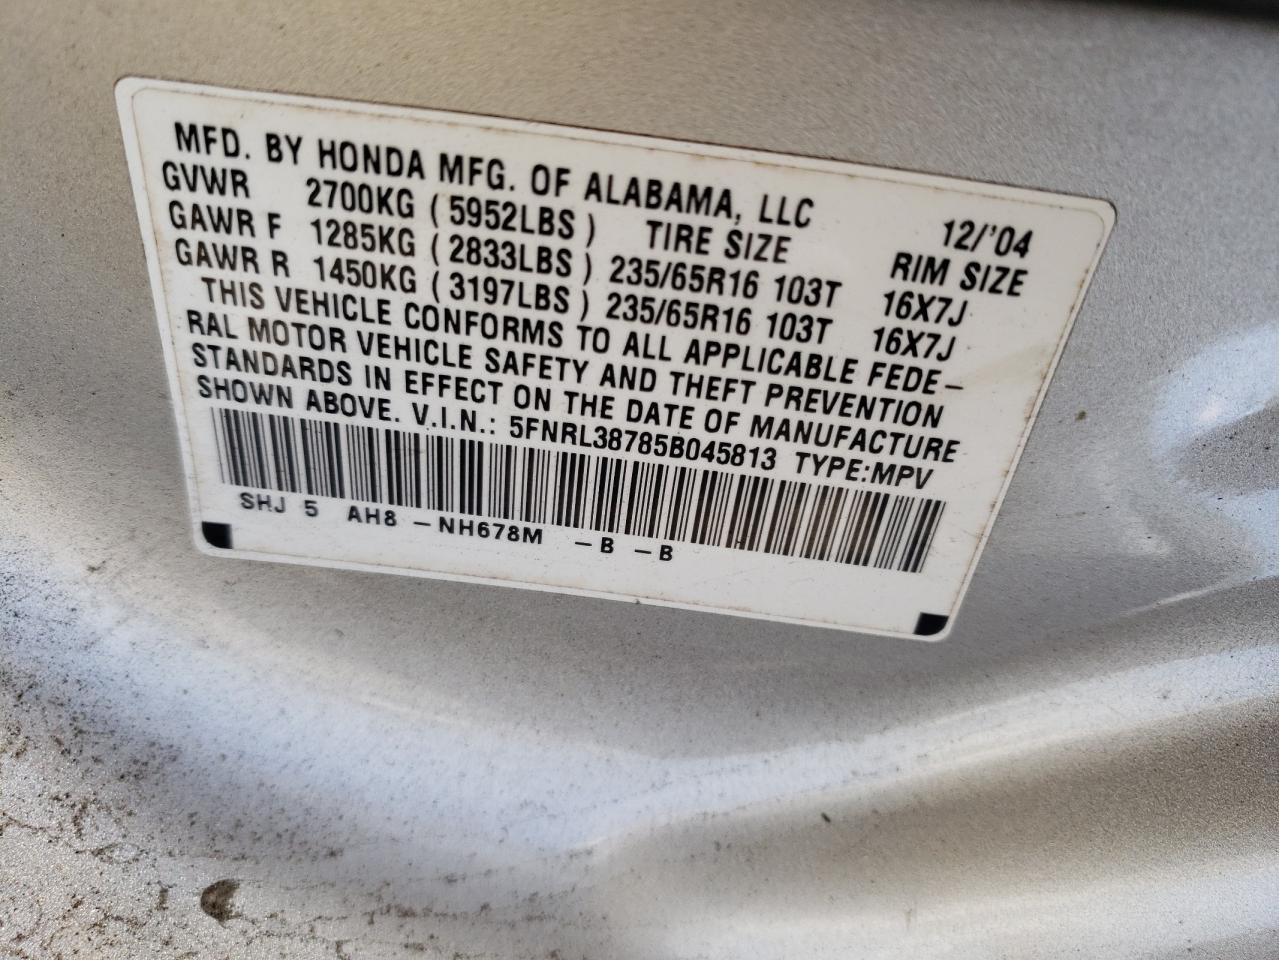 MFD. BY HONDA MFG. OF ALABAMA, LLC 12/'04
GVWR 2700KG ( 5952LBS ) TIRE SIZE RIM SIZE
GAWR F 1285KG ( 2833LBS ) 235/65R16 103T 16X7J
GAWR R 1450KG ( 3197LBS ) 235/65R16 103T 16X7J
THIS VEHICLE CONFORMS TO ALL APPLICABLE FEDE-
RAL MOTOR VEHICLE SAFETY AND THEFT PREVENTION
STANDARDS IN EFFECT ON THE DATE OF MANUFACTURE
SHOWN ABOVE. V.I.N.: 5FNRL38785B045813 TYPE:MPV
SHJ 5 AH8 -NH678M -B -B